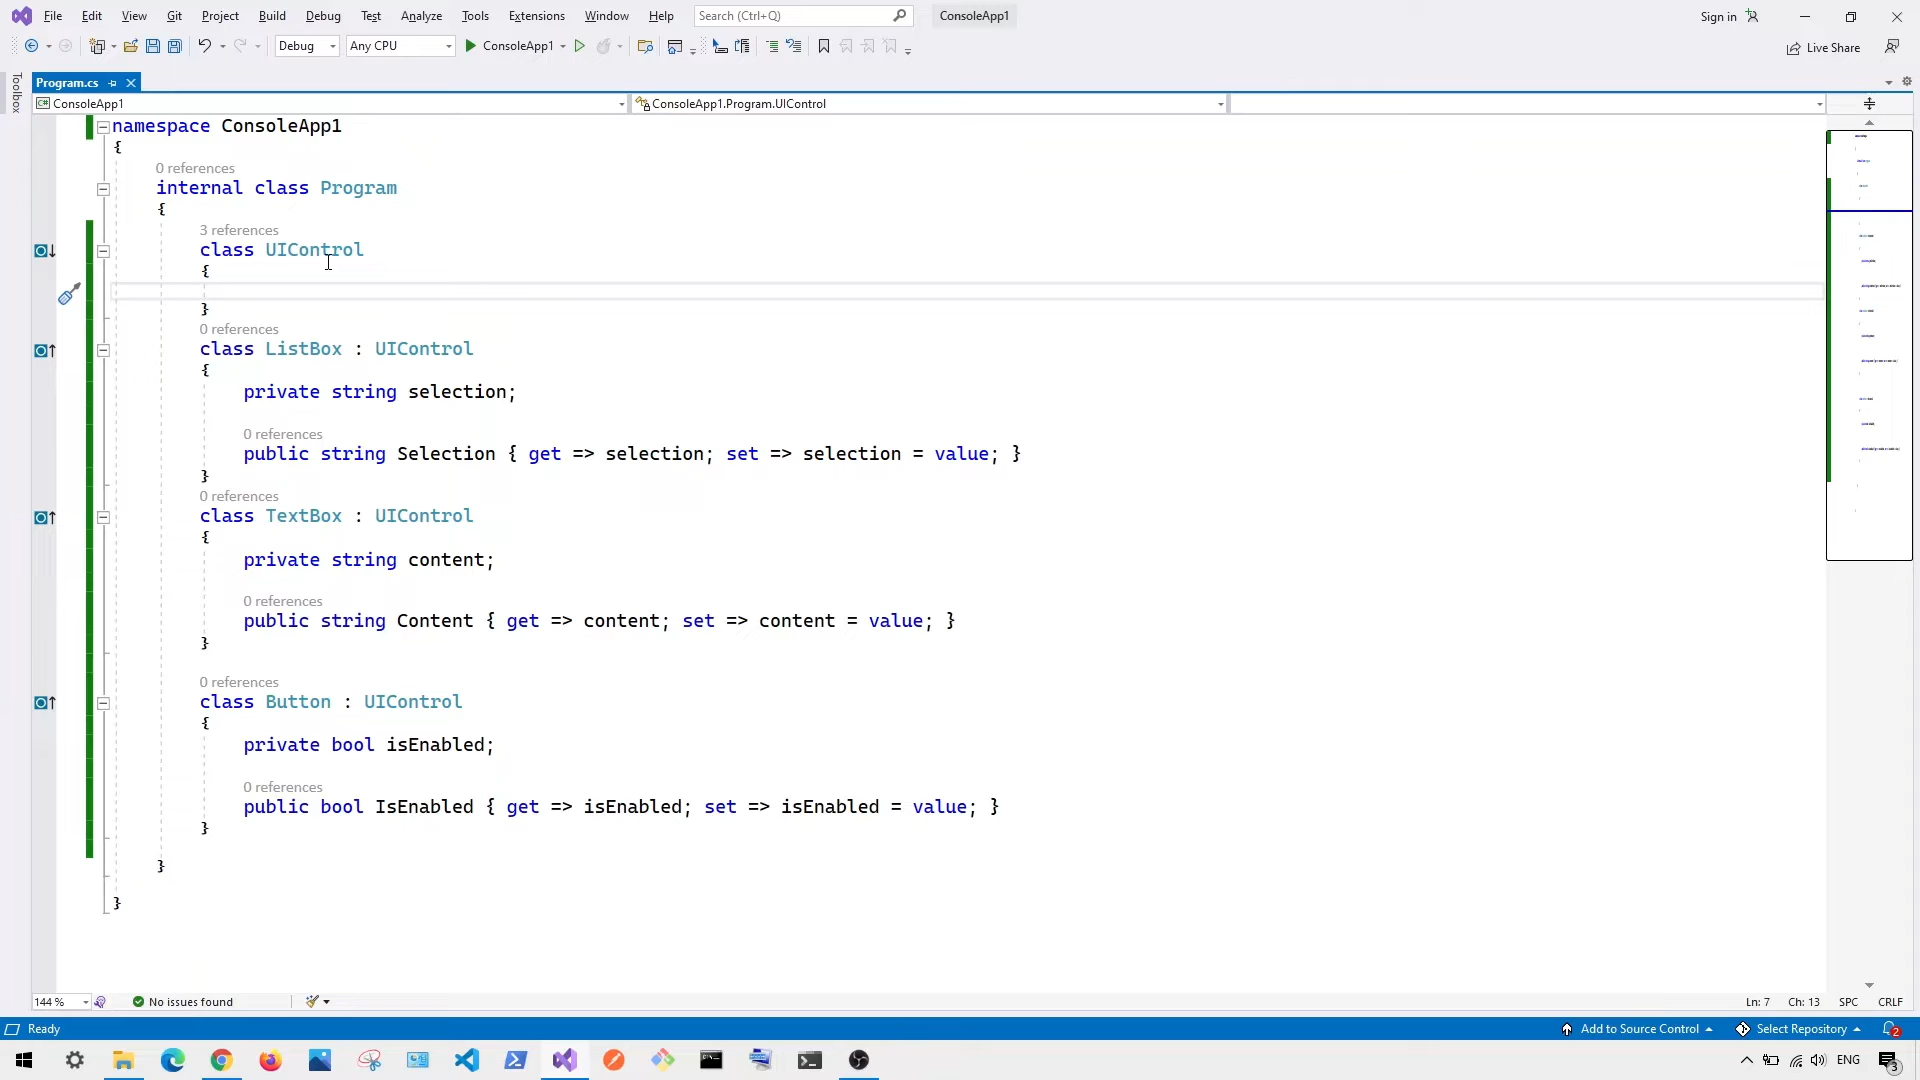 File Edit View Git Project Build Debug Test Analyze Tools Extensions Window Help Search (Ctrl+Q) ConsoleApp1 Sign in
Debug Any CPU ConsoleApp1 Live Share
Toolbox
Program.cs
C# ConsoleApp1 ConsoleApp1.Program.UIControl
namespace ConsoleApp1
{
0 references
internal class Program
{
3 references
class UIControl
{
}
0 references
class ListBox : UIControl
{
private string selection;
0 references
public string Selection { get => selection; set => selection = value; }
}
0 references
class TextBox : UIControl
{
private string content;
0 references
public string Content { get => content; set => content = value; }
}
0 references
class Button : UIControl
{
private bool isEnabled;
0 references
public bool IsEnabled { get => isEnabled; set => isEnabled = value; }
}
}
}
144 % No issues found Ln: 7 Ch: 13 SPC CRLF
Ready Add to Source Control Select Repository 2
ENG 3